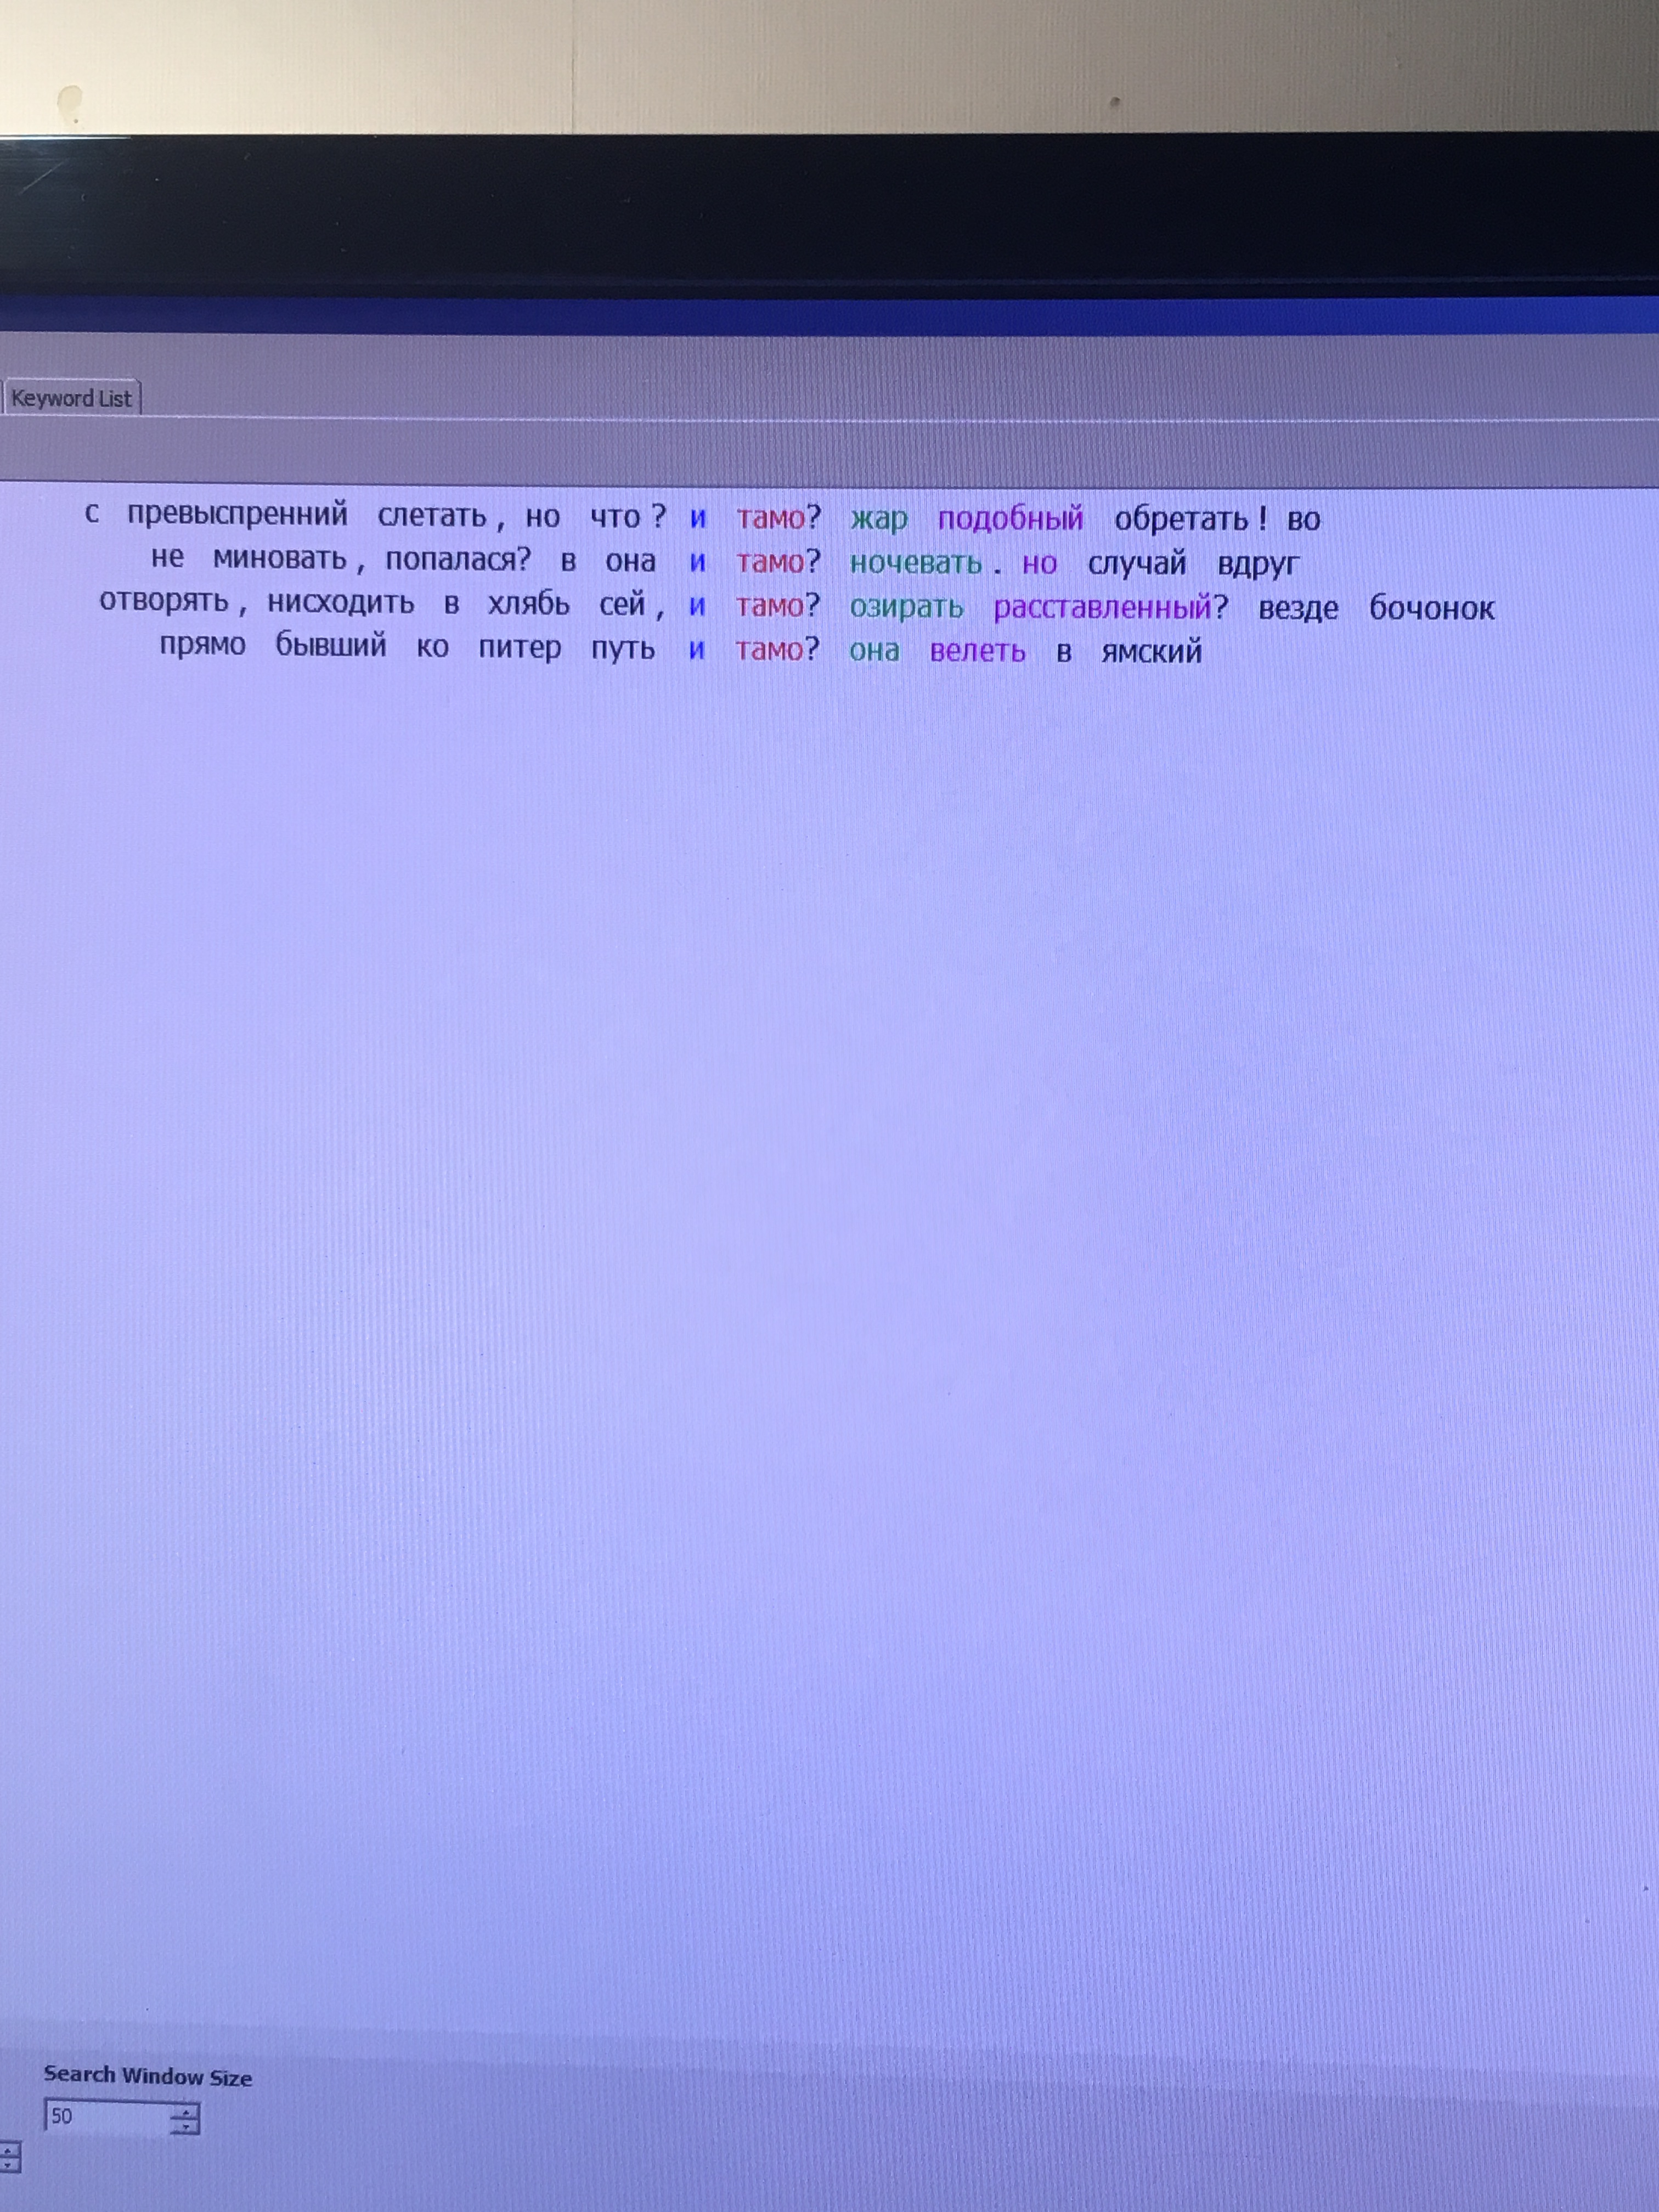 Keyword List
с превыспренний слетать, но что? и тамо? жар подобный обретать! во
не миновать, попалася? в она и тамо? ночевать. но случай вдруг
отворять, нисходить в хлябь сей, и тамо? озирать расставленный? везде бочонок
прямо бывший ко питер путь и тамо? она велеть в ямский
Search Window Size
50